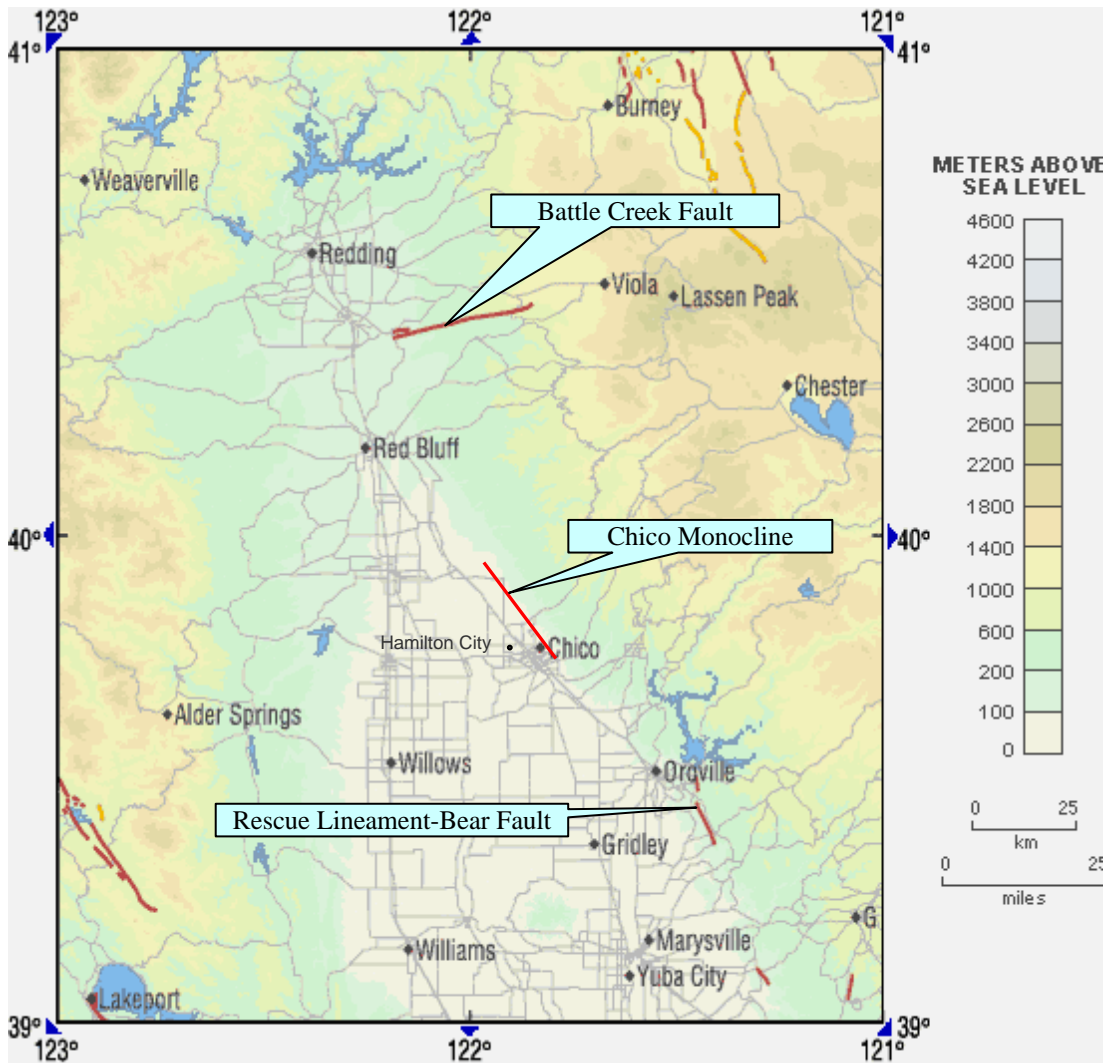 123°
122°
121°
41°
41°
Burney
METERS ABOVE
SEA LEVEL
Weaverville
4600
Battle Creek Fault
4200
Redding
3800
Viola
Lassen Peak
3400
3000
Chester
2600
2200
Red Bluff
1800
40°
Chico Monocline
40°
1400
1000
600
Hamilton City
Chico
200
100
Alder Springs
0
Willows
Oroville
Rescue Lineament-Bear Fault
0 25
km
Gridley
0 25
miles
G
Marysville
Williams
Yuba City
Lakeport
39°
39°
123°
122°
121°